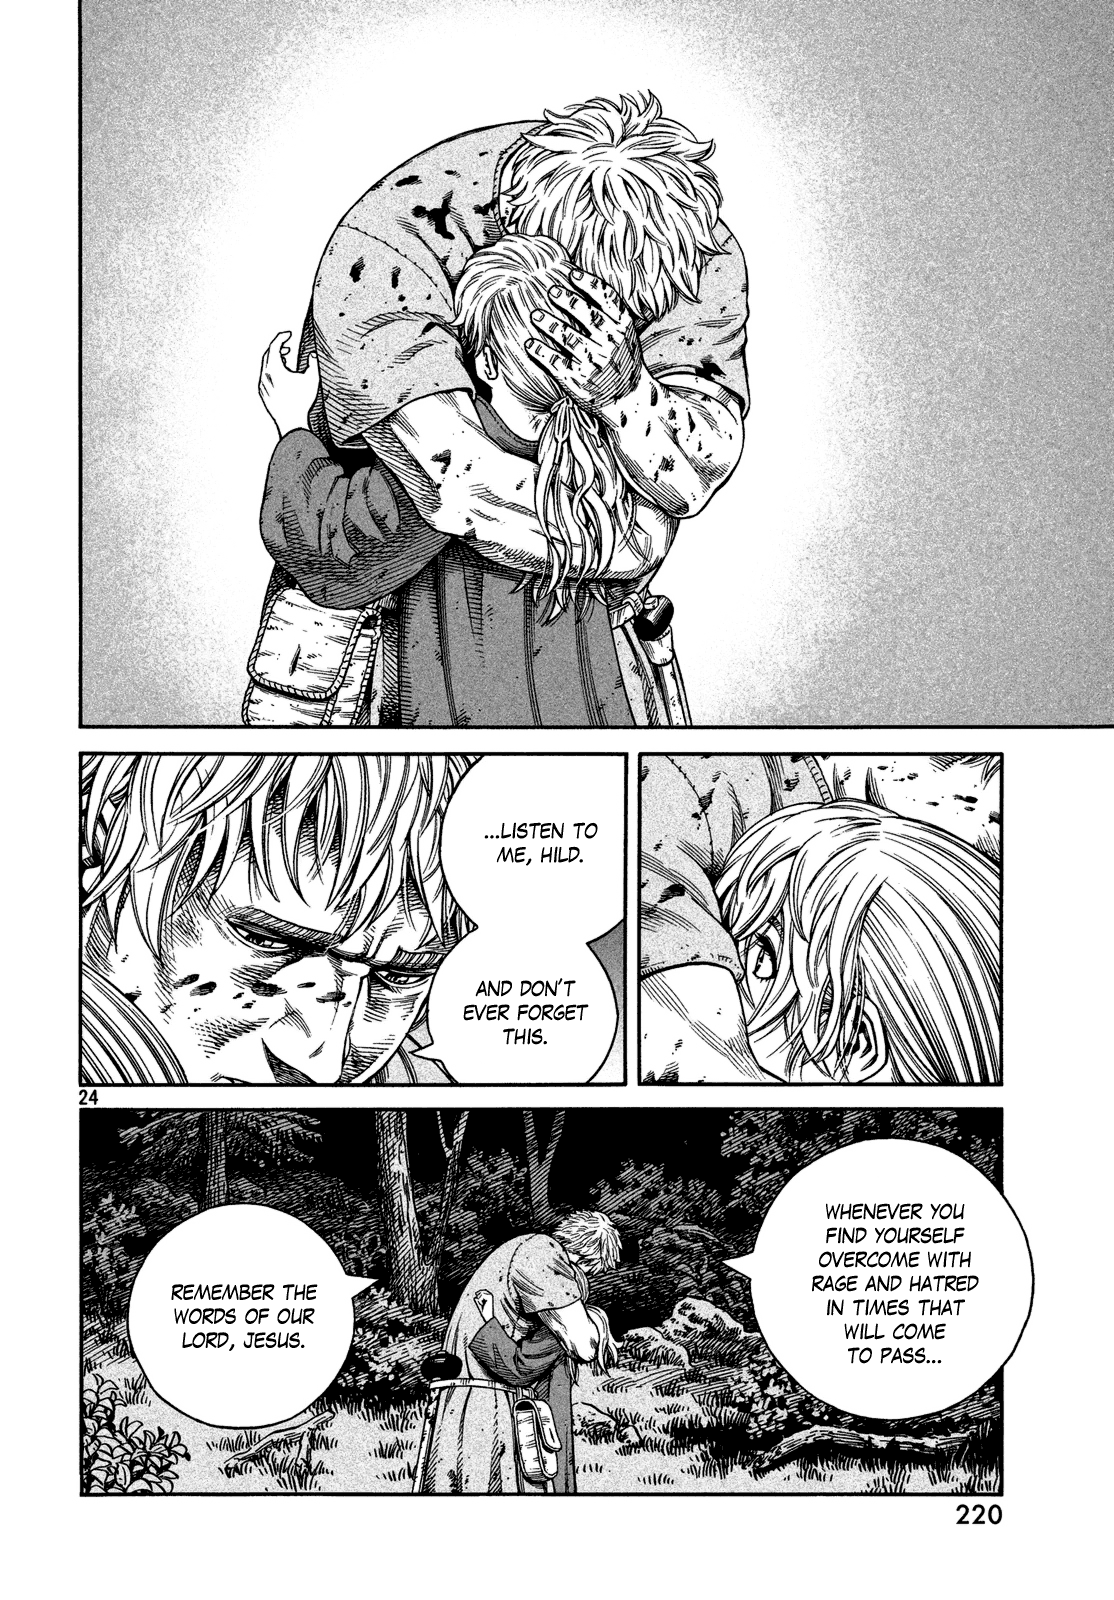 ...LISTEN TO
ME, HILD.
AND DON'T
EVER FORGET
THIS.
24
WHENEVER YOU
FIND YOURSELF
OVERCOME WITH
RAGE AND HATRED
IN TIMES THAT
WILL COME
TO PASS...
REMEMBER THE
WORDS OF OUR
LORD, JESUS.
220